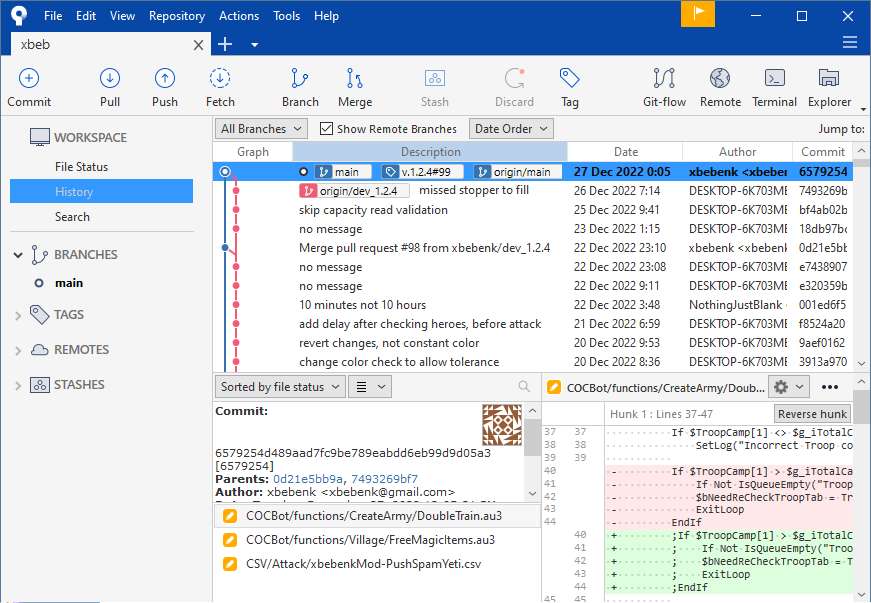 File Edit View Repository Actions Tools Help
xbeb
Commit Pull Push Fetch Branch Merge Stash Discard Tag Git-flow Remote Terminal Explorer
WORKSPACE
File Status
History
Search
BRANCHES
main
TAGS
REMOTES
STASHES
All Branches Show Remote Branches Date Order Jump to:
Graph Description Date Author Commit
main v.1.2.4#99 origin/main 27 Dec 2022 0:05 xbebenk <xbeber 6579254
origin/dev_1.2.4 missed stopper to fill 26 Dec 2022 7:14 DESKTOP-6K703ME 7493269b
skip capacity read validation 25 Dec 2022 9:41 DESKTOP-6K703ME bf4ab02b
no message 23 Dec 2022 1:15 DESKTOP-6K703ME 18db97bc
Merge pull request #98 from xbebenk/dev_1.2.4 22 Dec 2022 23:10 xbebenk <xbebenk 0d21e5bb
no message 22 Dec 2022 23:08 DESKTOP-6K703ME e7438907
no message 22 Dec 2022 9:11 DESKTOP-6K703ME e320359b
10 minutes not 10 hours 22 Dec 2022 3:48 NothingJustBlank 001ed6f5
add delay after checking heroes, before attack 21 Dec 2022 6:59 DESKTOP-6K703ME f8524a20
revert changes, not constant color 20 Dec 2022 9:53 DESKTOP-6K703ME 9aef0162
change color check to allow tolerance 20 Dec 2022 8:36 DESKTOP-6K703ME 3913a970
Sorted by file status
Commit:
6579254d489aad7fc9be789eabdd6eb99d9d05a3
[6579254]
Parents: 0d21e5bb9a, 7493269bf7
Author: xbebenk <xbebenk@gmail.com>
COCBot/functions/CreateArmy/DoubleTrain.au3
COCBot/functions/Village/FreeMagicItems.au3
CSV/Attack/xbebenkMod-PushSpamYeti.csv
COCBot/functions/CreateArmy/Doub...
Hunk 1 : Lines 37-47 Reverse hunk
37 37 If $TroopCamp[1] <> $g_iTotalC
38 38 SetLog("Incorrect Troop co
39 39
40 - If $TroopCamp[1] > $g_iTotalC
41 - If Not IsQueueEmpty("Troop
42 - $bNeedReCheckTroopTab = Tr
43 - ExitLoop
44 - EndIf
40 + ;If $TroopCamp[1] > $g_iTotal
41 + ; If Not IsQueueEmpty("Troo
42 + ; $bNeedReCheckTroopTab = T
43 + ; ExitLoop
44 + ;EndIf
45 45